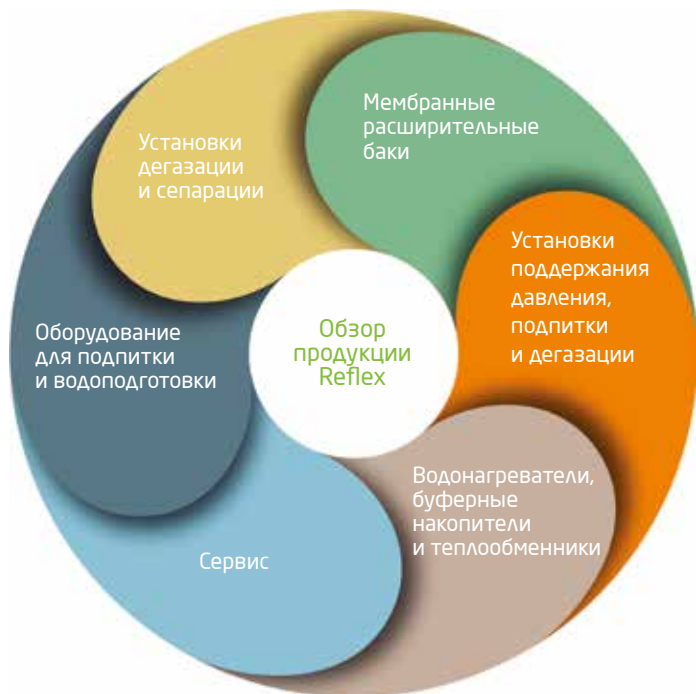 Мембранные
расширительные
баки
Установки
поддержания
давления,
подпитки
и дегазации
Водонагреватели,
буферные
накопители
и теплообменники
Сервис
Оборудование
для подпитки
и водоподготовки
Установки
дегазации
и сепарации
Обзор
продукции
Reflex